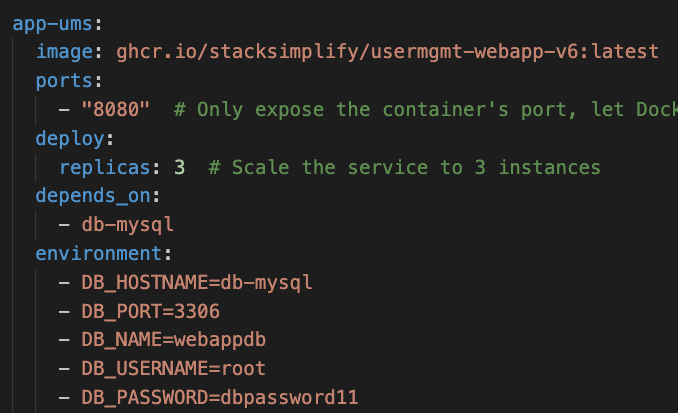 app-ums:
image: ghcr.io/stacksimplify/usermgmt-webapp-v6:latest
ports:
- "8080"  # Only expose the container's port, let
deploy:
replicas: 3  # Scale the service to 3 instances
depends_on:
- db-mysql
environment:
- DB_HOSTNAME=db-mysql
- DB_PORT=3306
- DB_NAME=webappdb
- DB_USERNAME=root
- DB_PASSWORD=dbpassword11